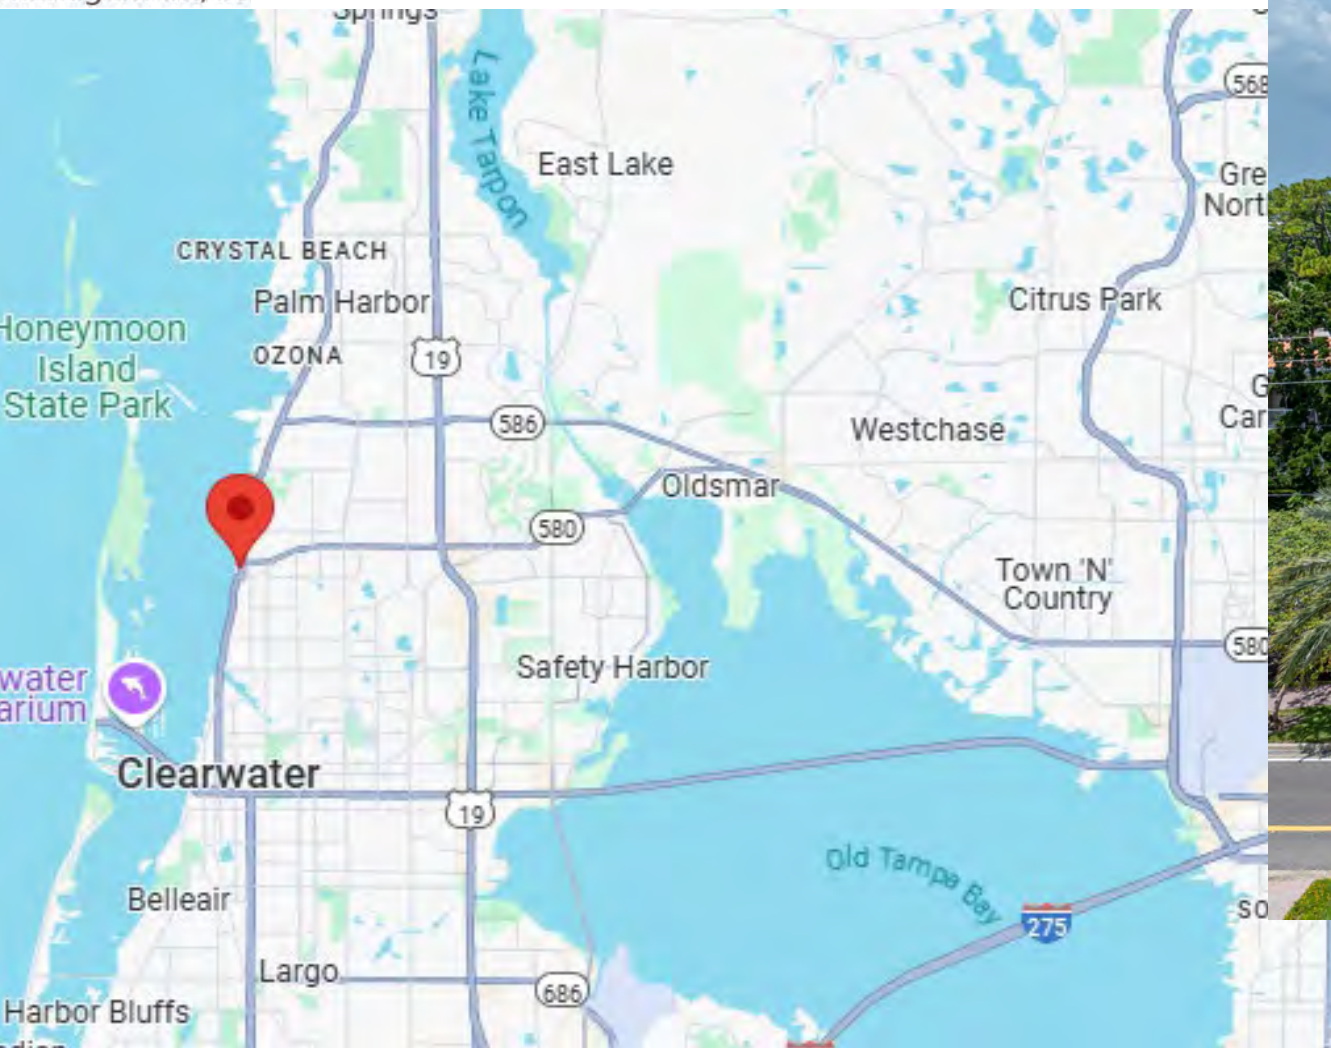 Springs
Lake Tarpon
568
East Lake
Gre
Nort
CRYSTAL BEACH
Palm Harbor
Citrus Park
Honeymoon
Island
State Park
OZONA
19
G
Car
586
Westchase
Oldsmar
580
Town 'N'
Country
580
Safety Harbor
water
arium
Clearwater
19
Old Tampa Bay
275
Belleair
so
Largo
686
Harbor Bluffs